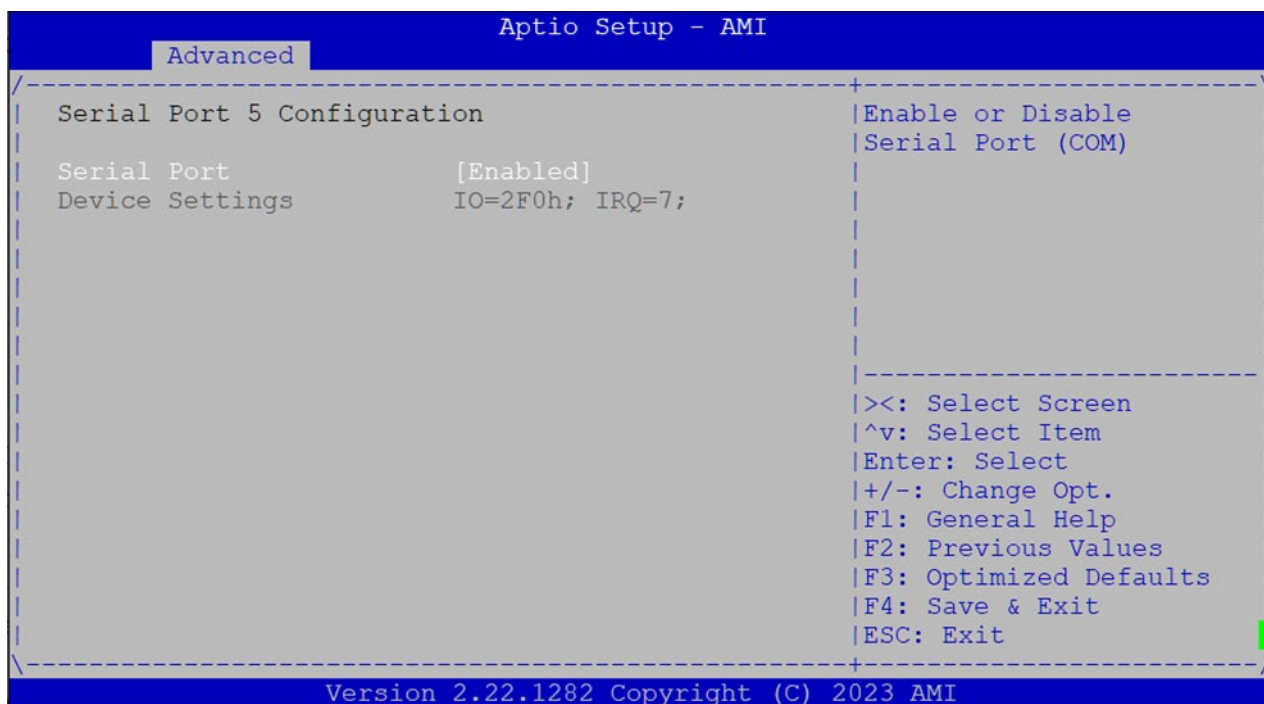 Aptio Setup - AMI
Advanced
Serial Port 5 Configuration
Serial Port [Enabled]
Device Settings IO=2F0h; IRQ=7;
Enable or Disable
Serial Port (COM)
><: Select Screen
^v: Select Item
Enter: Select
+/-: Change Opt.
F1: General Help
F2: Previous Values
F3: Optimized Defaults
F4: Save & Exit
ESC: Exit
Version 2.22.1282 Copyright (C) 2023 AMI